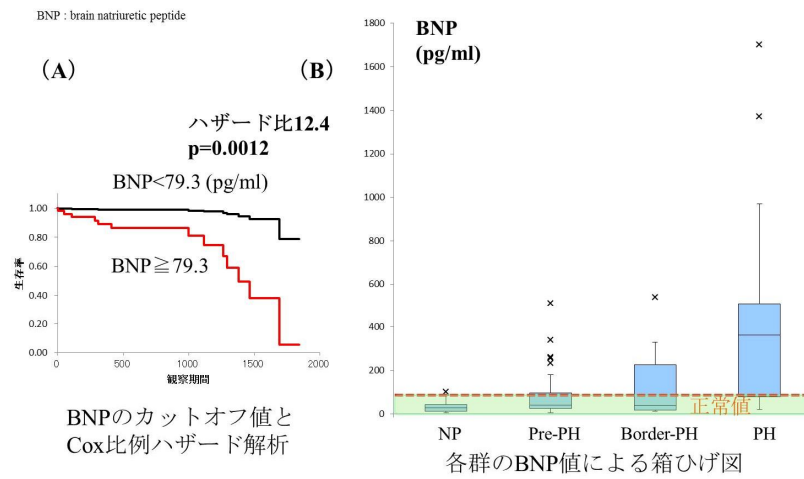 BNP : brain natriuretic peptide
(A)
ハザード比12.4
p=0.0012
BNP<79.3 (pg/ml)
BNP≧79.3
生存率
1.00
0.80
0.60
0.40
0.20
0.00
0
500
1000
1500
2000
観察期間
BNPのカットオフ値と
Cox比例ハザード解析
(B)
BNP
(pg/ml)
1800
1600
1400
1200
1000
800
600
400
200
0
正常値
NP
Pre-PH
Border-PH
PH
各群のBNP値による箱ひげ図